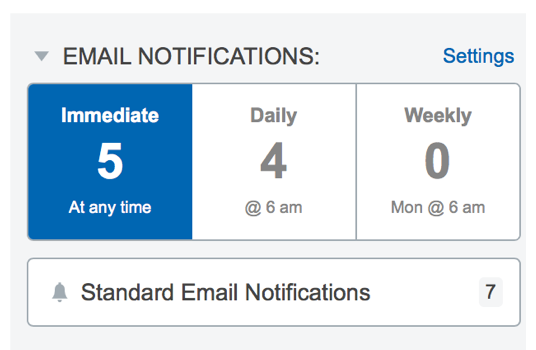 EMAIL NOTIFICATIONS: Settings
Immediate Daily Weekly
5 4 0
At any time @ 6 am Mon @ 6 am
Standard Email Notifications 7